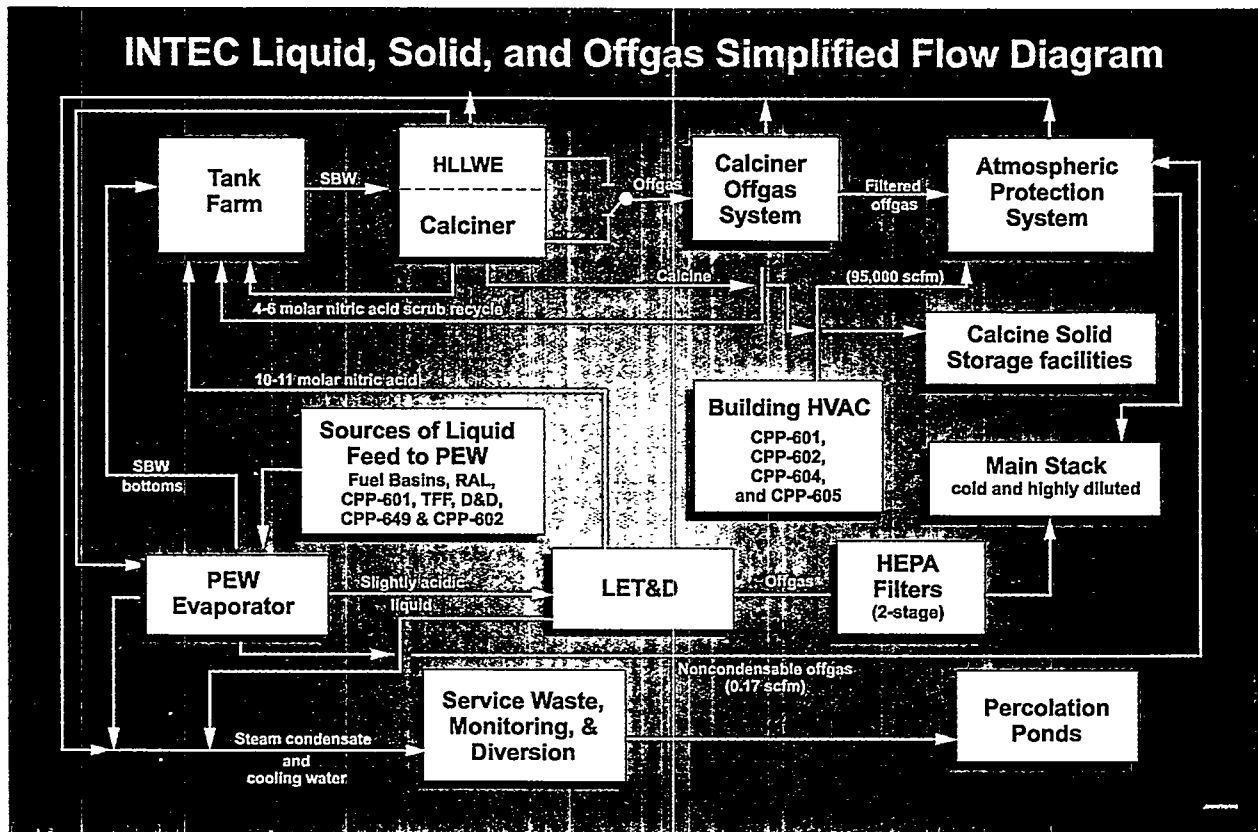 INTEC Liquid, Solid, and Offgas Simplified Flow Diagram
Tank
Farm
SBW
HLLWE
Calciner
Offgas
Calciner
Offgas
System
Filtered
offgas
Atmospheric
Protection
System
Calcine
(95,000 scfm)
4-6 molar nitric acid scrub recycle
Calcine Solid
Storage facilities
10-11 molar nitric acid
Building HVAC
CPP-601,
CPP-602,
CPP-604,
and CPP-605
Sources of Liquid
Feed to PEW
Fuel Basins, RAL,
CPP-601, TFF, D&D,
CPP-649 & CPP-602
SBW
bottoms
Main Stack
cold and highly diluted
PEW
Evaporator
Slightly acidic
liquid
LET&D
Offgas
HEPA
Filters
(2-stage)
Noncondensable offgas
(0.17 scfm)
Service Waste,
Monitoring, &
Diversion
Percolation
Ponds
Steam condensate
and
cooling water